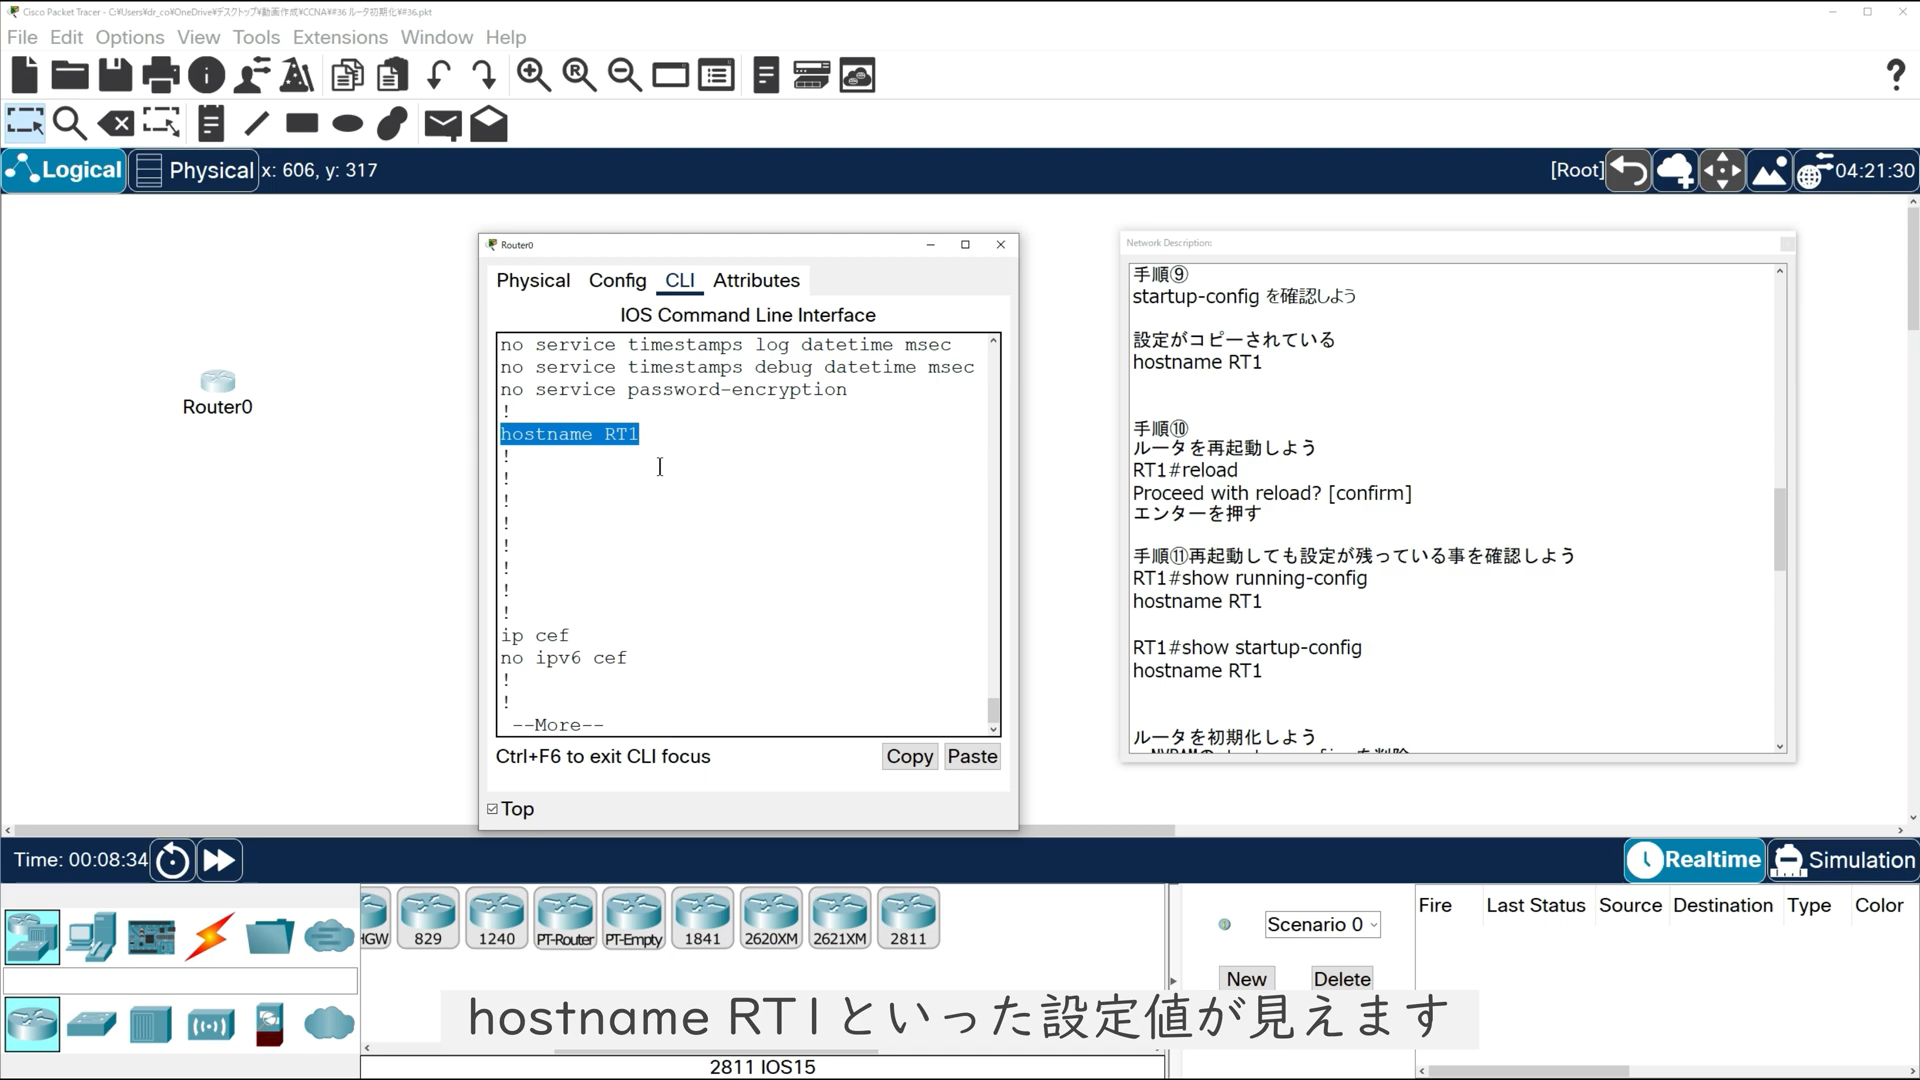 Cisco Packet Tracer - C:¥Users¥dr_co¥OneDrive¥デスクトップ¥動画作成¥CCNA¥#36 ルータ初期化¥#36.pkt
File Edit Options View Tools Extensions Window Help
Logical Physical x: 606, y: 317 [Root] 04:21:30
Router0
Router0
Physical Config CLI Attributes
IOS Command Line Interface
no service timestamps log datetime msec
no service timestamps debug datetime msec
no service password-encryption
!
hostname RT1
!
!
!
!
!
!
!
!
ip cef
no ipv6 cef
!
!
--More--
Ctrl+F6 to exit CLI focus Copy Paste
Top
Network Description:
手順⑨
startup-config を確認しよう
設定がコピーされている
hostname RT1
手順⑩
ルータを再起動しよう
RT1#reload
Proceed with reload? [confirm]
エンターを押す
手順⑪再起動しても設定が残っている事を確認しよう
RT1#show running-config
hostname RT1
RT1#show startup-config
hostname RT1
ルータを初期化しよう
Time: 00:08:34 Realtime Simulation
HGW 829 1240 PT-Router PT-Empty 1841 2620XM 2621XM 2811
2811 IOS15
Scenario 0
New Delete
Fire Last Status Source Destination Type Color
hostname RT1といった設定値が見えます